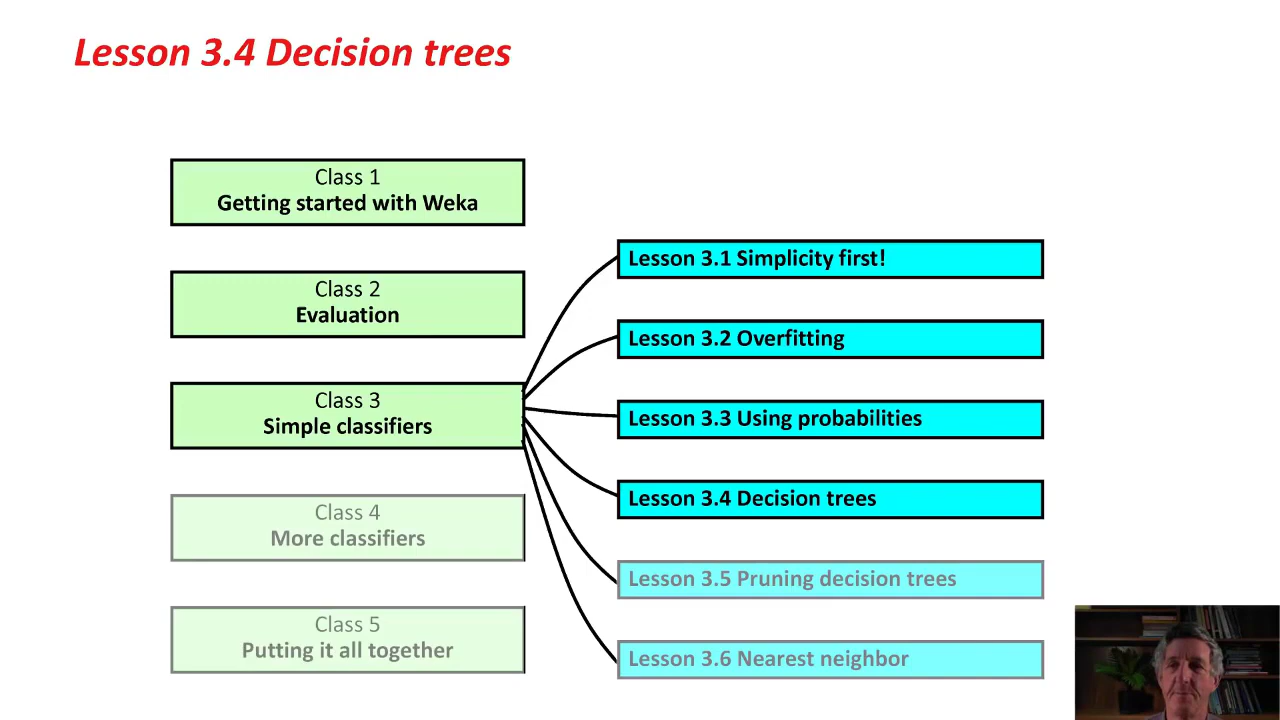 Lesson 3.4 Decision trees
Class 1
Getting started with Weka
Class 2
Evaluation
Class 3
Simple classifiers
Class 4
More classifiers
Class 5
Putting it all together
Lesson 3.1 Simplicity first!
Lesson 3.2 Overfitting
Lesson 3.3 Using probabilities
Lesson 3.4 Decision trees
Lesson 3.5 Pruning decision trees
Lesson 3.6 Nearest neighbor